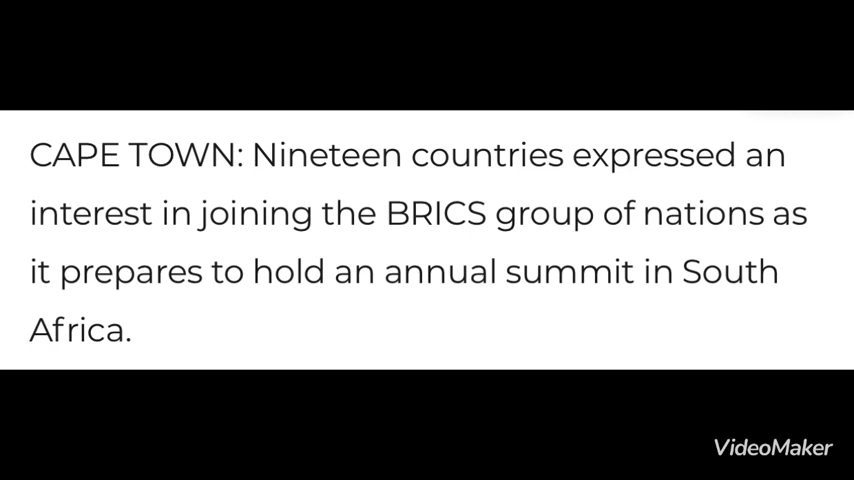 CAPE TOWN: Nineteen countries expressed an
interest in joining the BRICS group of nations as
it prepares to hold an annual summit in South
Africa.
VideoMaker